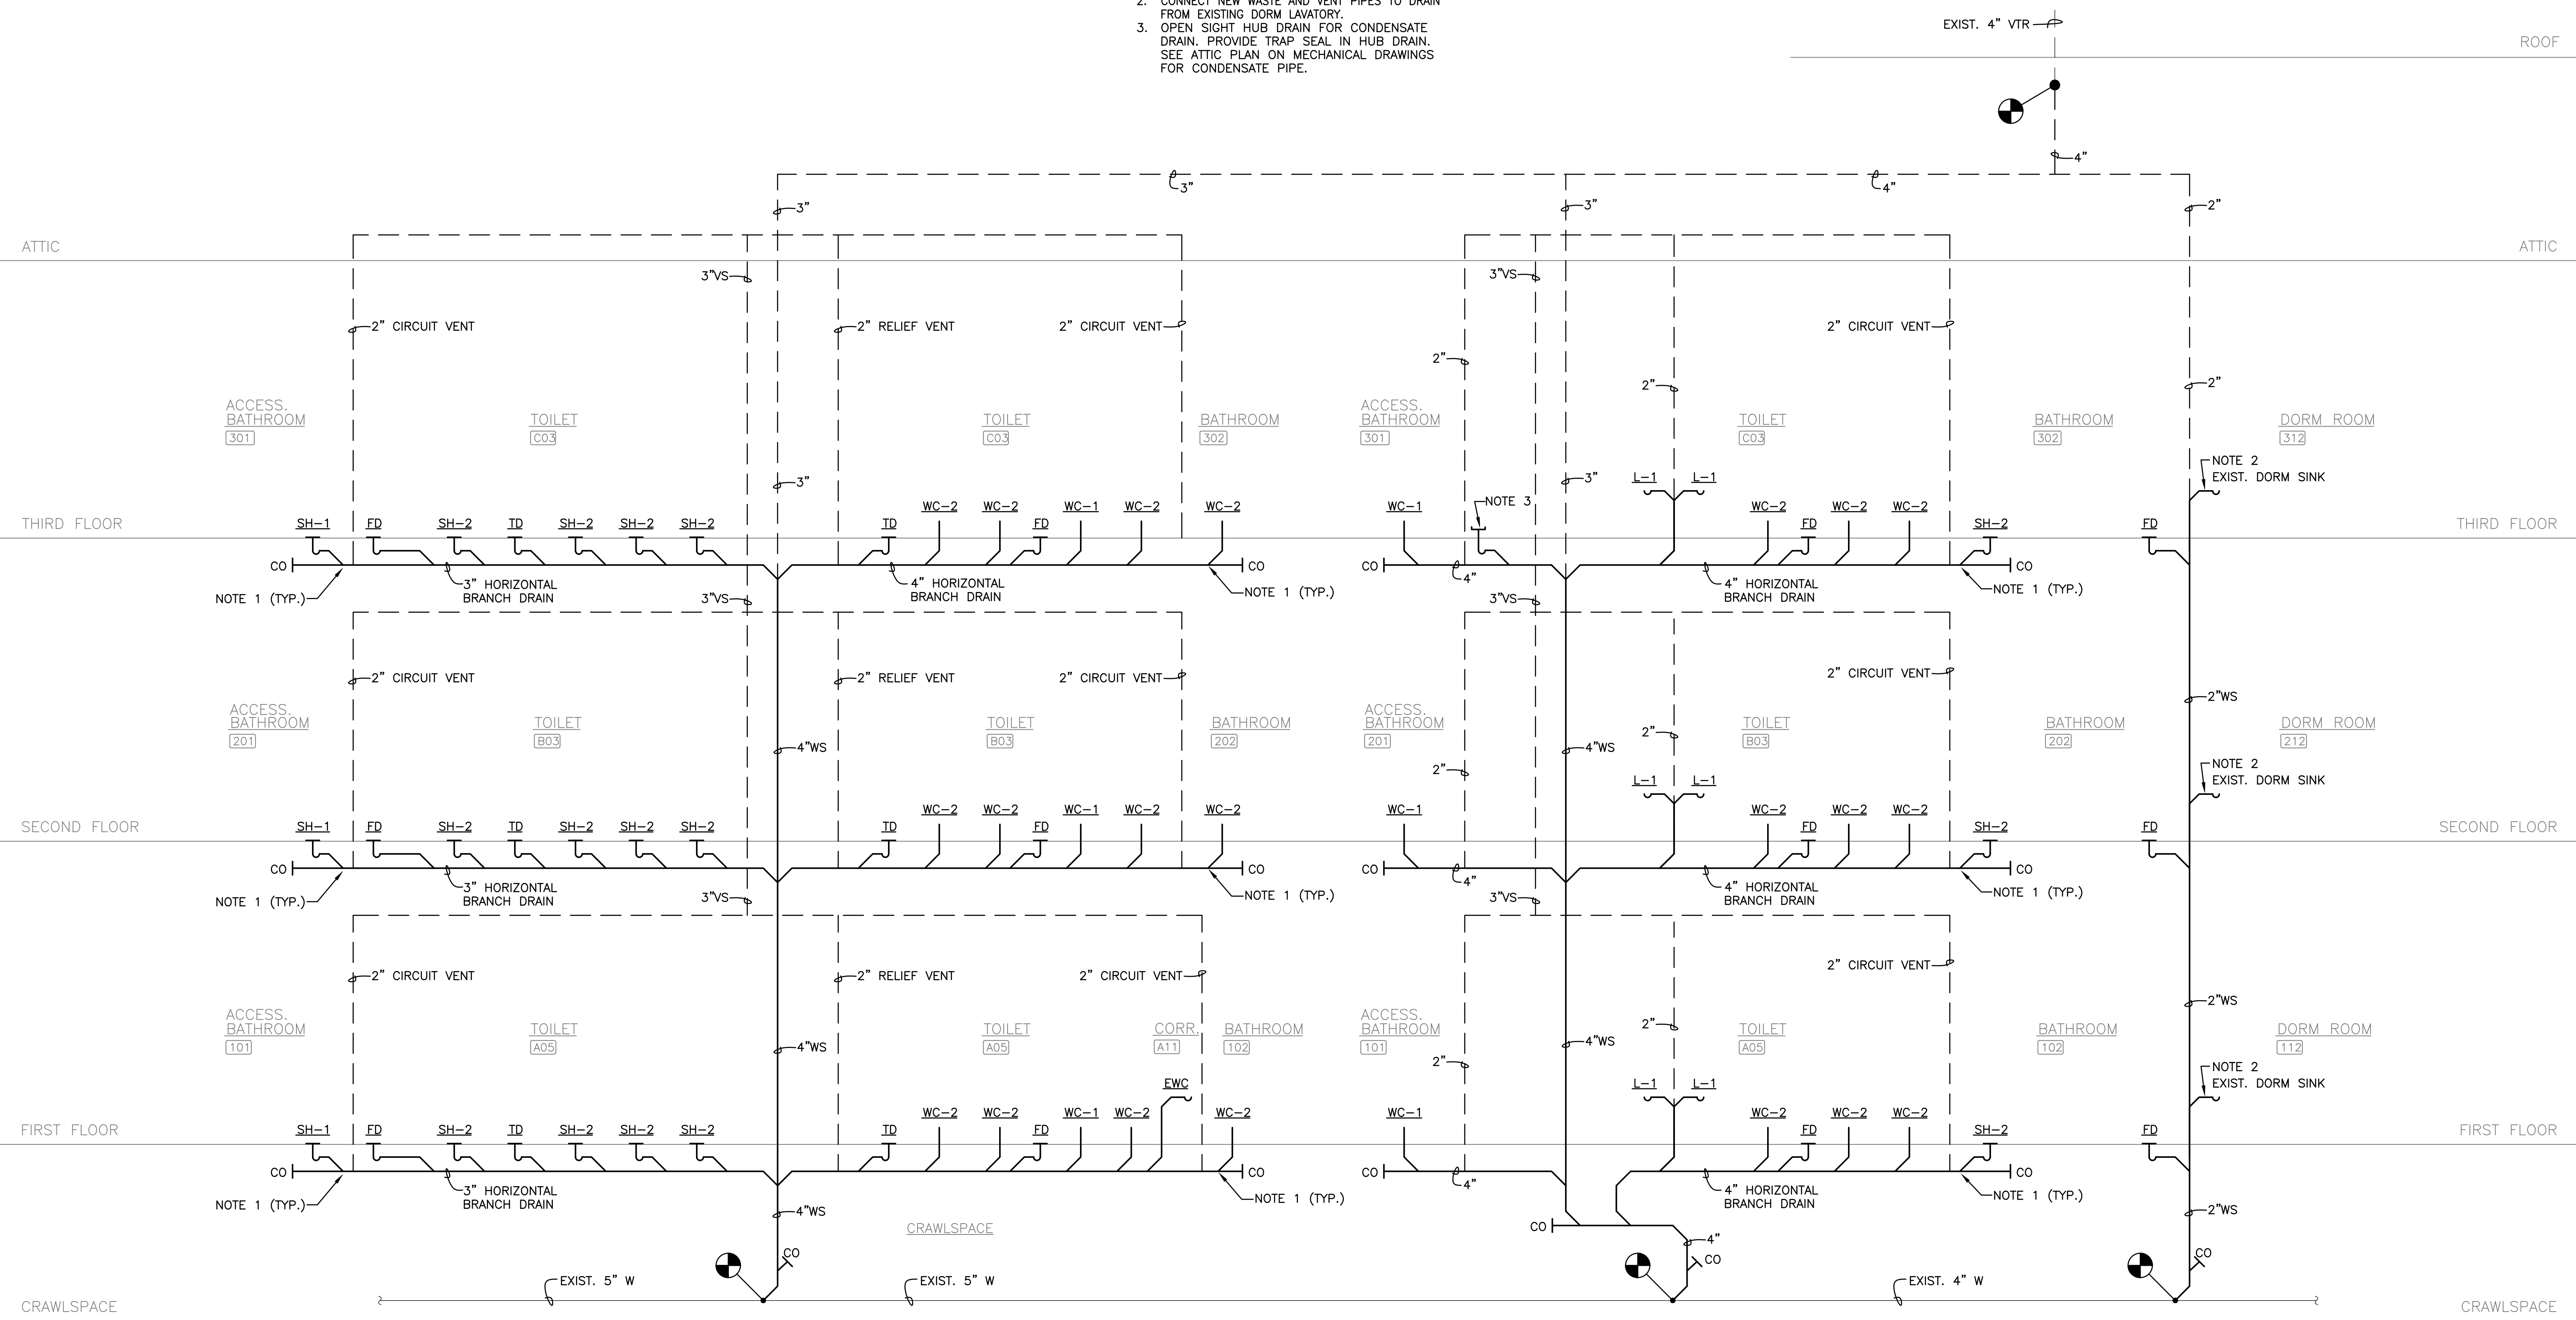 2. CONNECT NEW WASTE AND VENT PIPES TO DRAIN
FROM EXISTING DORM LAVATORY.
3. OPEN SIGHT HUB DRAIN FOR CONDENSATE
DRAIN. PROVIDE TRAP SEAL IN HUB DRAIN.
SEE ATTIC PLAN ON MECHANICAL DRAWINGS
FOR CONDENSATE PIPE.
EXIST. 4" VTR
ROOF
4"
3" 4"
3" 3" 2"
ATTIC ATTIC
3"VS 3"VS
2" CIRCUIT VENT 2" RELIEF VENT 2" CIRCUIT VENT 2" CIRCUIT VENT
2" 2" 2"
ACCESS. ACCESS.
BATHROOM TOILET TOILET BATHROOM BATHROOM TOILET BATHROOM DORM ROOM
301 C03 C03 302 301 C03 302 312
NOTE 2
EXIST. DORM SINK
3" 3" L-1 L-1
NOTE 3
WC-2 WC-2 WC-1 WC-2 WC-2 WC-1 WC-2 WC-2 WC-2
THIRD FLOOR SH-1 FD SH-2 TD SH-2 SH-2 SH-2 TD FD FD SH-2 FD THIRD FLOOR
CO CO CO CO
4"
3" HORIZONTAL 4" HORIZONTAL 4" HORIZONTAL
BRANCH DRAIN BRANCH DRAIN BRANCH DRAIN
NOTE 1 (TYP.) NOTE 1 (TYP.) NOTE 1 (TYP.)
3"VS 3"VS
2" CIRCUIT VENT 2" RELIEF VENT 2" CIRCUIT VENT 2" CIRCUIT VENT
2"WS
ACCESS. ACCESS.
BATHROOM TOILET TOILET BATHROOM BATHROOM TOILET BATHROOM DORM ROOM
201 B03 B03 202 201 B03 202 212
4"WS 4"WS 2"
2"
NOTE 2
EXIST. DORM SINK
L-1 L-1
WC-2 WC-2 WC-1 WC-2 WC-2 WC-1 WC-2 WC-2 WC-2
SECOND FLOOR SH-1 FD SH-2 TD SH-2 SH-2 SH-2 TD FD FD SH-2 FD SECOND FLOOR
CO CO CO CO
4"
3" HORIZONTAL 4" HORIZONTAL
BRANCH DRAIN BRANCH DRAIN
NOTE 1 (TYP.) NOTE 1 (TYP.) NOTE 1 (TYP.)
3"VS 3"VS
2" CIRCUIT VENT 2" RELIEF VENT 2" CIRCUIT VENT 2" CIRCUIT VENT
2"WS
ACCESS. ACCESS.
BATHROOM TOILET TOILET CORR. BATHROOM BATHROOM TOILET BATHROOM DORM ROOM
101 A05 A05 A11 102 101 A05 102 112
4"WS 4"WS 2"
2"
NOTE 2
EXIST. DORM SINK
EWC L-1 L-1
WC-2 WC-2 WC-1 WC-2 WC-2 WC-1 WC-2 WC-2 WC-2
FIRST FLOOR SH-1 FD SH-2 TD SH-2 SH-2 SH-2 TD FD FD SH-2 FD FIRST FLOOR
CO CO CO CO
4"
3" HORIZONTAL 4" HORIZONTAL
BRANCH DRAIN BRANCH DRAIN
NOTE 1 (TYP.) NOTE 1 (TYP.) NOTE 1 (TYP.)
4"WS 2"WS
CRAWLSPACE CO
4"
CO CO CO
EXIST. 5" W EXIST. 5" W EXIST. 4" W
CRAWLSPACE CRAWLSPACE